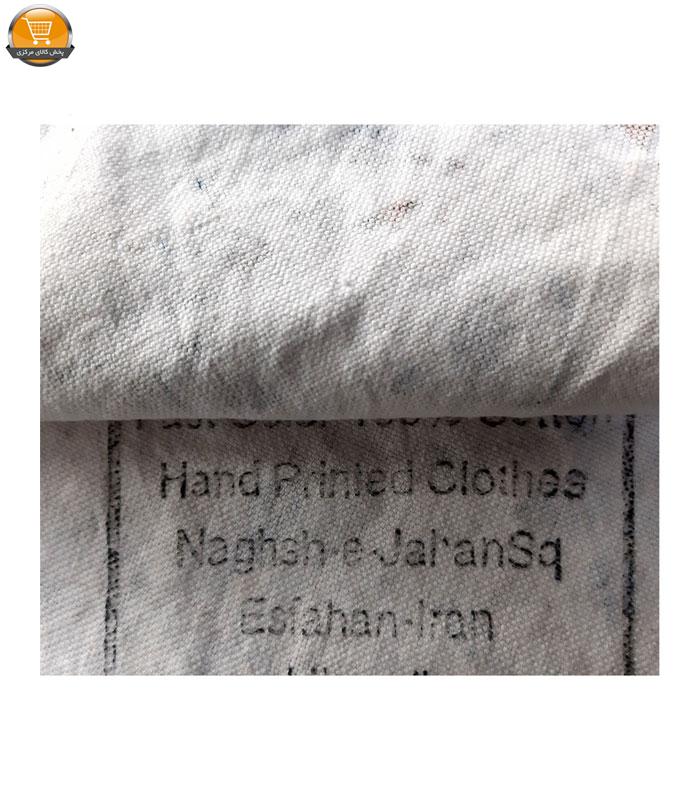 پخش کالای مرکزی
Hand Printed Clothes
Naghsh-e-JahanSq
Esfahan-Iran